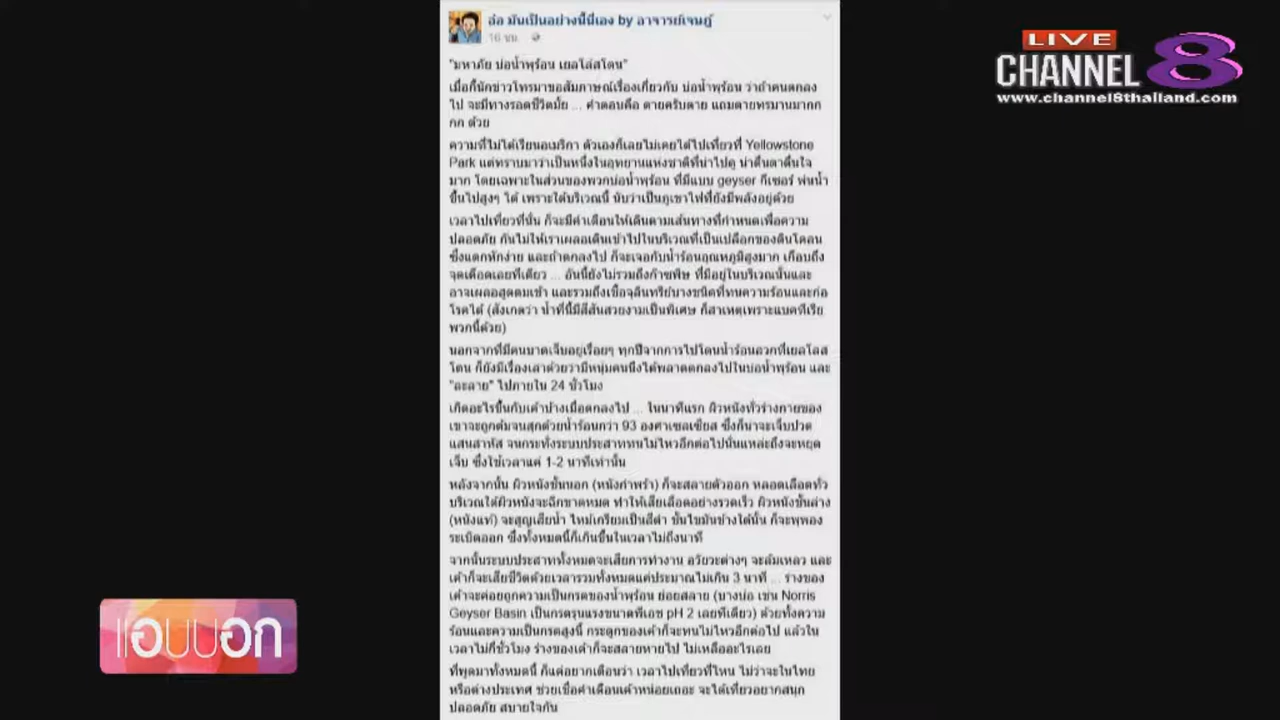 อ๋อ มันเป็นอย่างนี้นี่เอง by อาจารย์เจษฎ์
16 ชม.
"มหาภัย บ่อน้ำพุร้อน เยลโล่สโตน"
เมื่อกี้นักข่าวโทรมาขอสัมภาษณ์เรื่องเกี่ยวกับ บ่อน้ำพุร้อน ว่าถ้าคนตกลง
ไป จะมีทางรอดชีวิตมั้ย ... คำตอบคือ ตายครับตาย แถมตายทรมานมากก
กก ด้วย
ความที่ไม่ได้เรียนอเมริกา ตัวเองก็เลยไม่เคยได้ไปเที่ยวที่ Yellowstone
Park แต่ทราบมาว่าเป็นหนึ่งในอุทยานแห่งชาติที่น่าไปดู น่าตื่นตาตื่นใจ
มาก โดยเฉพาะในส่วนของพวกบ่อน้ำพุร้อน ที่มีแบบ geyser กีเซอร์ พ่นน้ำ
ขึ้นไปสูงๆ ได้ เพราะใต้บริเวณนี้ นับว่าเป็นภูเขาไฟที่ยังมีพลังอยู่ด้วย
เวลาไปเที่ยวที่นั่น ก็จะมีคำเตือนให้เดินตามเส้นทางที่กำหนดเพื่อความ
ปลอดภัย กันไม่ให้เราเผลอเดินเข้าไปในบริเวณที่เป็นเปลือกของดินโคลน
ซึ่งแตกหักง่าย และถ้าตกลงไป ก็จะเจอกับน้ำร้อนอุณหภูมิสูงมาก เกือบถึง
จุดเดือดเลยทีเดียว ... อันนี้ยังไม่รวมถึงก๊าซพิษ ที่มีอยู่ในบริเวณนั้นและ
อาจเผลอสูดดมเข้า และรวมถึงเชื้อจุลินทรีย์บางชนิดที่ทนความร้อนและก่อ
โรคได้ (สังเกตว่า น้ำที่นี่มีสีสันสวยงามเป็นพิเศษ ก็สาเหตุเพราะแบคทีเรีย
พวกนี้ด้วย)
นอกจากที่มีคนบาดเจ็บอยู่เรื่อยๆ ทุกปีจากการไปโดนน้ำร้อนลวกที่เยลโลส
โตน ก็ยังมีเรื่องเศร้าด้วยว่ามีหนุ่มคนนึงได้พลาดตกลงไปในบ่อน้ำพุร้อน และ
"ละลาย" ไปภายใน 24 ชั่วโมง
เกิดอะไรขึ้นกับเค้าบ้างเมื่อตกลงไป ... ในนาทีแรก ผิวหนังทั่วร่างกายของ
เขาจะถูกต้มจนสุกด้วยน้ำร้อนกว่า 93 องศาเซลเซียส ซึ่งก็น่าจะเจ็บปวด
แสนสาหัส จนกระทั่งระบบประสาททนไม่ไหวอีกต่อไปนั่นแหล่ะถึงจะหยุด
เจ็บ ซึ่งใช้เวลาแค่ 1-2 นาทีเท่านั้น
หลังจากนั้น ผิวหนังชั้นนอก (หนังกำพร้า) ก็จะสลายตัวออก หลอดเลือดทั่ว
บริเวณใต้ผิวหนังจะฉีกขาดหมด ทำให้เสียเลือดอย่างรวดเร็ว ผิวหนังชั้นล่าง
(หนังแท้) จะสูญเสียน้ำ ไหม้เกรียมเป็นสีดำ ชั้นไขมันข้างใต้นั้น ก็จะพุพอง
ระเบิดออก ซึ่งทั้งหมดนี้ก็เกินขึ้นในเวลาไม่ถึงนาที
จากนั้นระบบประสาททั้งหมดจะเสียการทำงาน อวัยวะต่างๆ จะล้มเหลว และ
เค้าก็จะเสียชีวิตด้วยเวลารวมทั้งหมดแค่ประมาณไม่เกิน 3 นาที ... ร่างของ
เค้าจะค่อยถูกความเป็นกรดของน้ำพุร้อน ย่อยสลาย (บางบ่อ เช่น Norris
Geyser Basin เป็นกรดรุนแรงขนาดพีเอช pH 2 เลยทีเดียว) ด้วยทั้งความ
ร้อนและความเป็นกรดสูงนี้ กระดูกของเค้าก็จะทนไม่ไหวอีกต่อไป แล้วใน
เวลาไม่กี่ชั่วโมง ร่างของเค้าก็จะสลายหายไป ไม่เหลืออะไรเลย
ที่พูดมาทั้งหมดนี้ ก็แค่อยากเตือนว่า เวลาไปเที่ยวที่ไหน ไม่ว่าจะในไทย
หรือต่างประเทศ ช่วยเชื่อคำเตือนเค้าหน่อยเถอะ จะได้เที่ยวอยากสนุก
ปลอดภัย สบายใจกัน
LIVE
CHANNEL 8
www.channel8thailand.com
แอบบอก